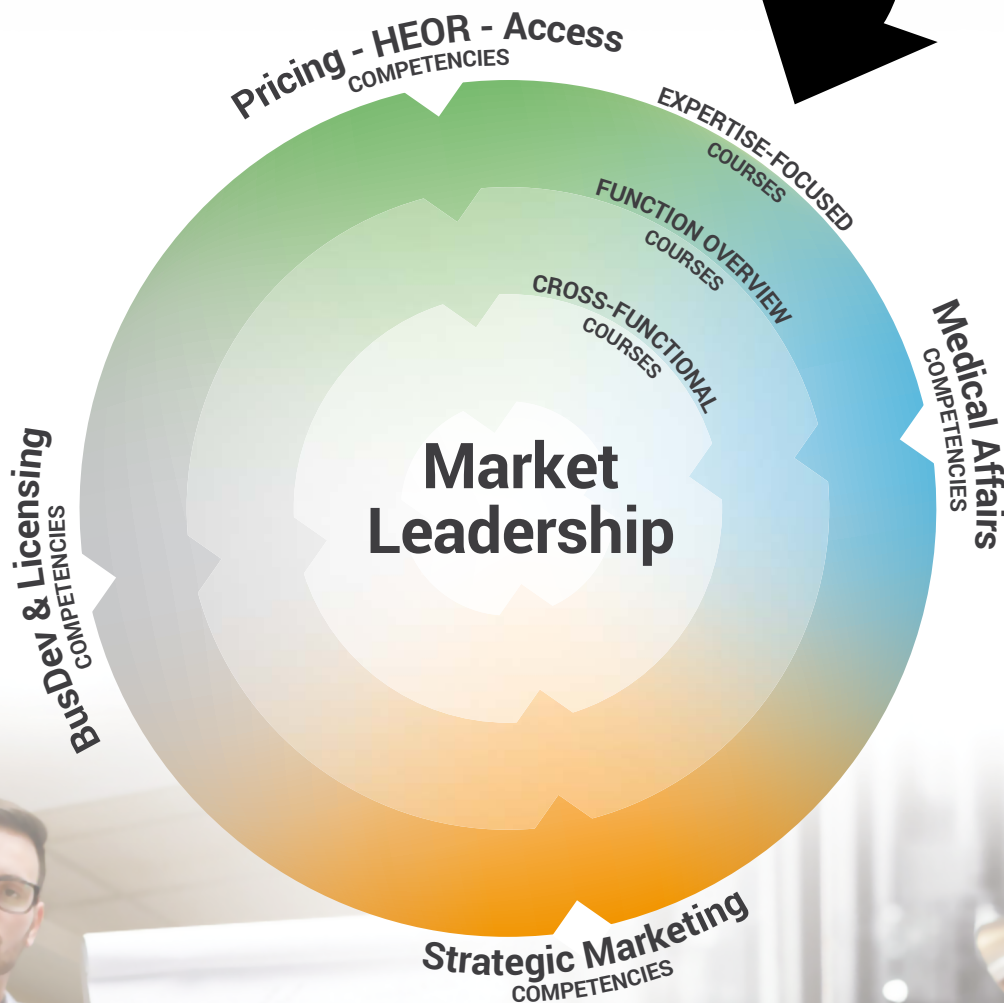 Pricing - HEOR - Access
COMPETENCIES
EXPERTISE-FOCUSED
COURSES
FUNCTION OVERVIEW
COURSES
CROSS-FUNCTIONAL
COURSES
Medical Affairs
COMPETENCIES
Market
Leadership
BusDev & Licensing
COMPETENCIES
Strategic Marketing
COMPETENCIES